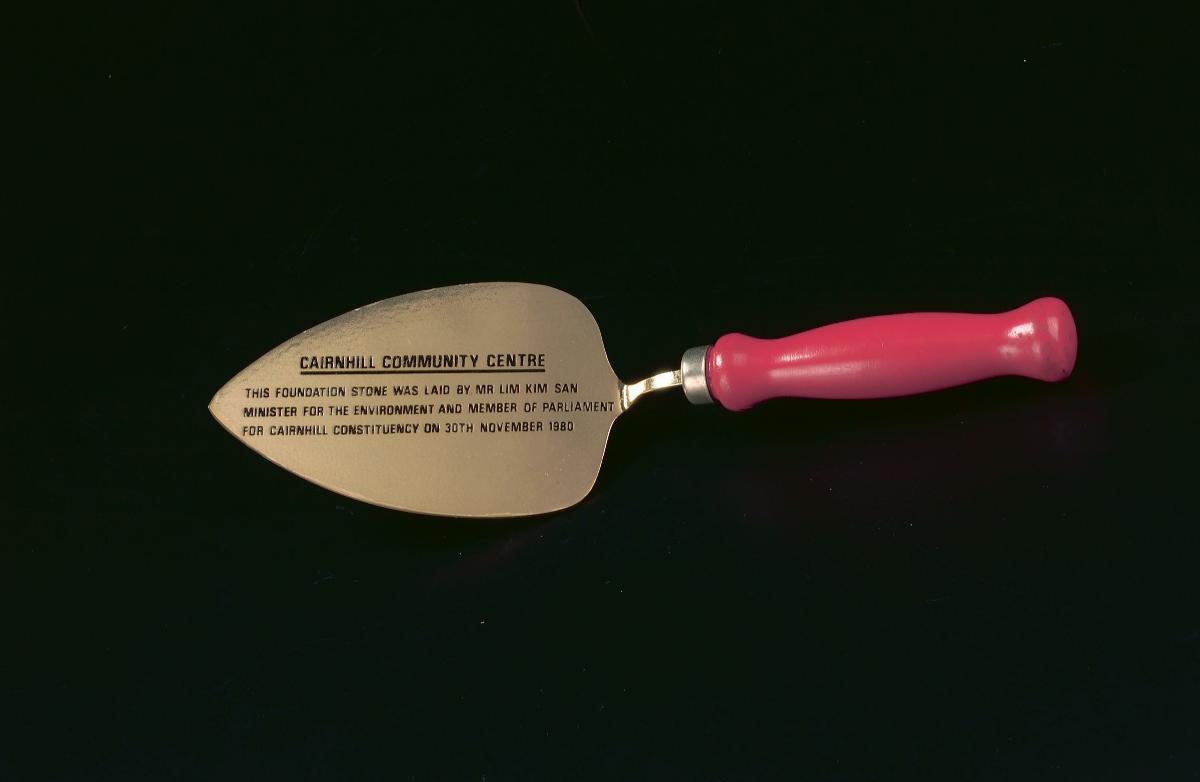 CAIRNHILL COMMUNITY CENTRE
THIS FOUNDATION STONE WAS LAID BY MR LIM KIM SAN
MINISTER FOR THE ENVIRONMENT AND MEMBER OF PARLIAMENT
FOR CAIRNHILL CONSTITUENCY ON 30TH NOVEMBER 1980